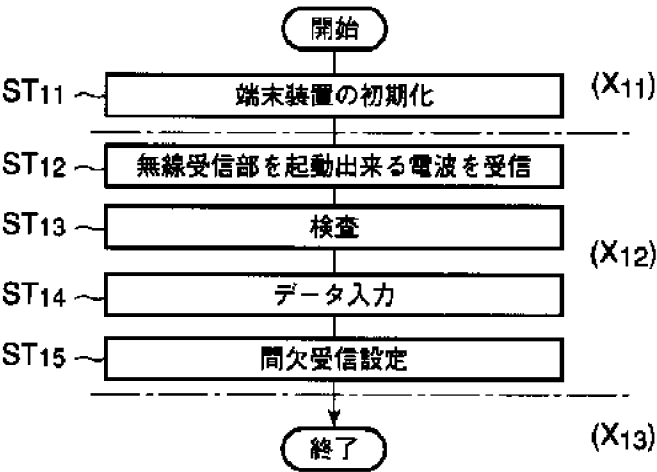 開始
ST11 端末装置の初期化 (X11)
ST12 無線受信部を起動出来る電波を受信
ST13 検査
(X12)
ST14 データ入力
ST15 間欠受信設定
終了 (X13)